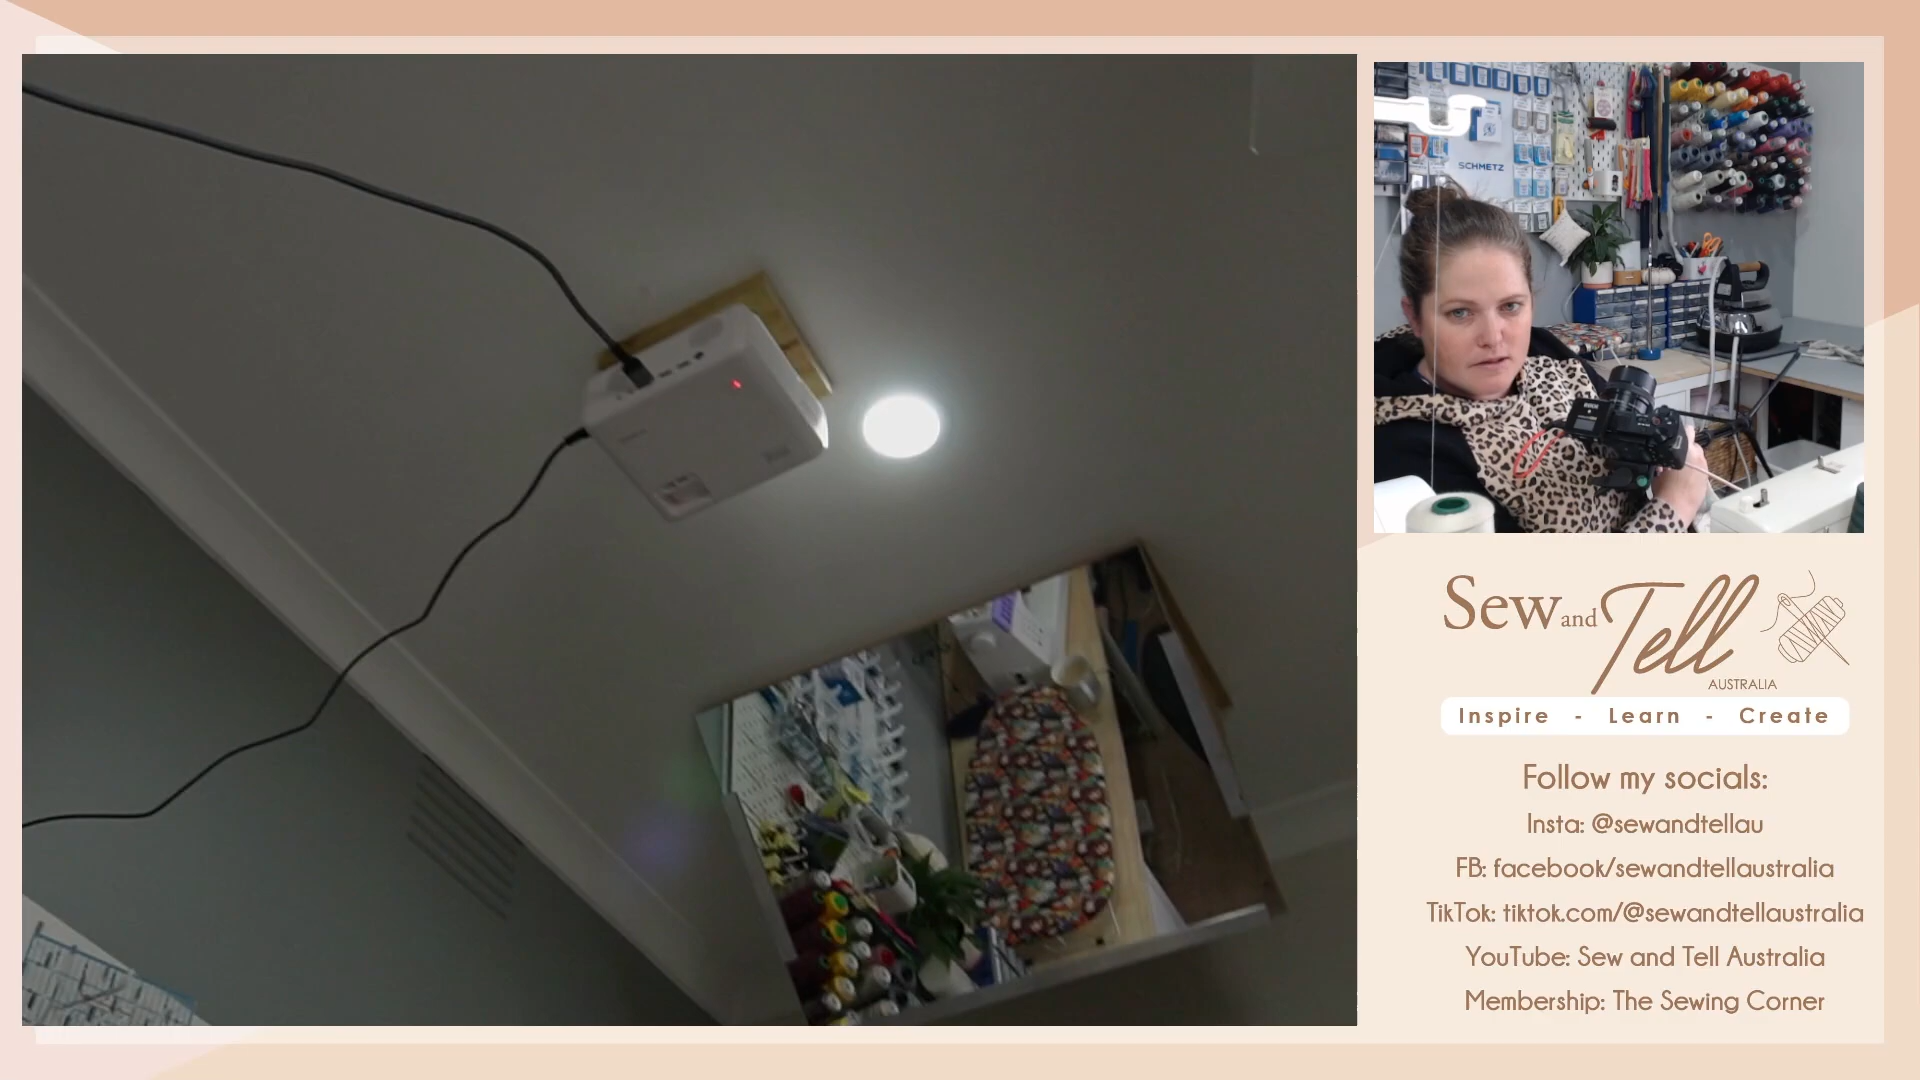 SCHMETZ
Sew and Tell
AUSTRALIA
Inspire - Learn - Create
Follow my socials:
Insta: @sewandtellau
FB: facebook/sewandtellaustralia
TikTok: tiktok.com/@sewandtellaustralia
YouTube: Sew and Tell Australia
Membership: The Sewing Corner